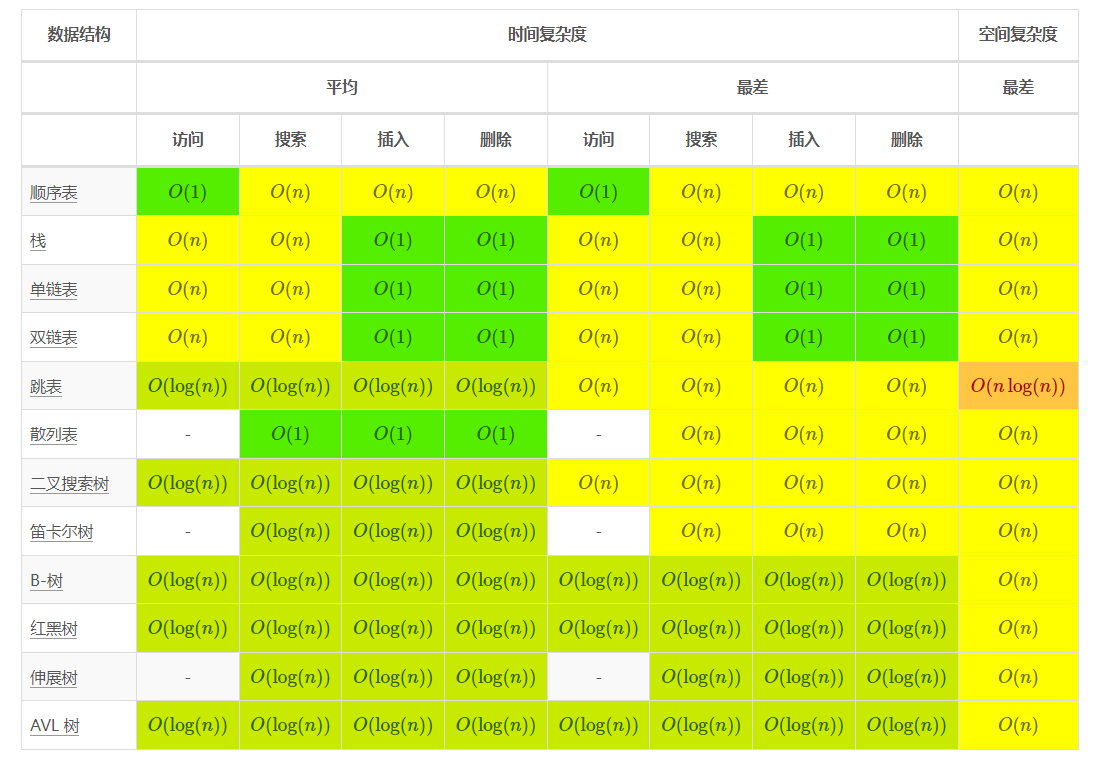 数据结构 时间复杂度 空间复杂度
平均 最差 最差
访问 搜索 插入 删除 访问 搜索 插入 删除
顺序表 O(1) O(n) O(n) O(n) O(1) O(n) O(n) O(n) O(n)
栈 O(n) O(n) O(1) O(1) O(n) O(n) O(1) O(1) O(n)
单链表 O(n) O(n) O(1) O(1) O(n) O(n) O(1) O(1) O(n)
双链表 O(n) O(n) O(1) O(1) O(n) O(n) O(1) O(1) O(n)
跳表 O(log(n)) O(log(n)) O(log(n)) O(log(n)) O(n) O(n) O(n) O(n) O(n log(n))
散列表 - O(1) O(1) O(1) - O(n) O(n) O(n) O(n)
二叉搜索树 O(log(n)) O(log(n)) O(log(n)) O(log(n)) O(n) O(n) O(n) O(n) O(n)
笛卡尔树 - O(log(n)) O(log(n)) O(log(n)) - O(n) O(n) O(n) O(n)
B-树 O(log(n)) O(log(n)) O(log(n)) O(log(n)) O(log(n)) O(log(n)) O(log(n)) O(log(n)) O(n)
红黑树 O(log(n)) O(log(n)) O(log(n)) O(log(n)) O(log(n)) O(log(n)) O(log(n)) O(log(n)) O(n)
伸展树 - O(log(n)) O(log(n)) O(log(n)) - O(log(n)) O(log(n)) O(log(n)) O(n)
AVL 树 O(log(n)) O(log(n)) O(log(n)) O(log(n)) O(log(n)) O(log(n)) O(log(n)) O(log(n)) O(n)